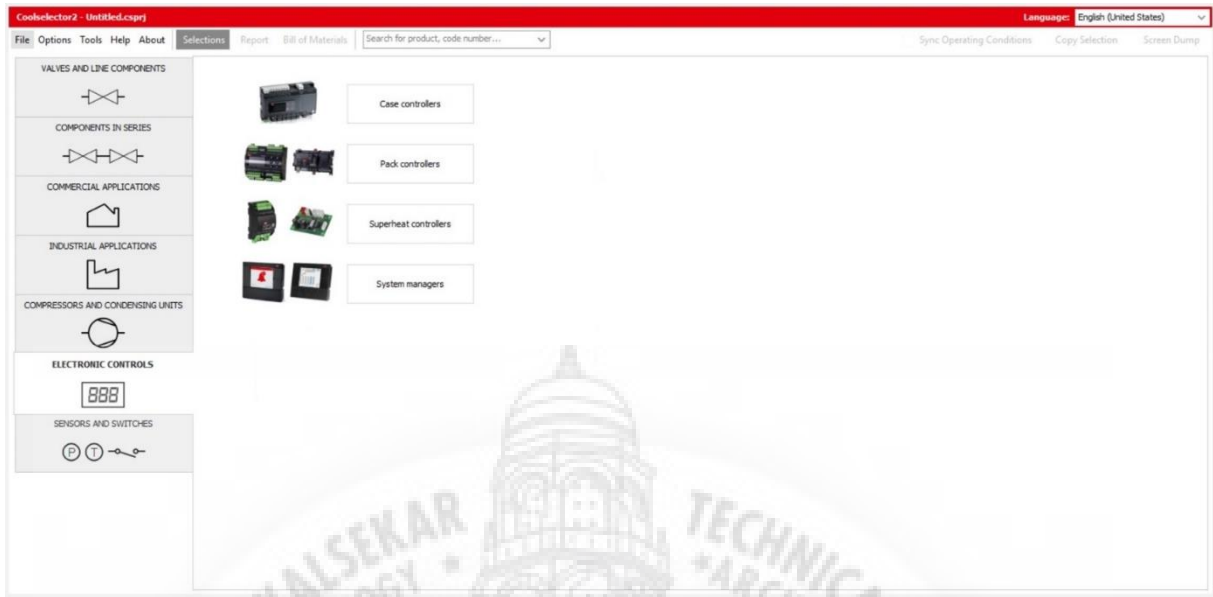 Coolselector2 - Untitled.csprj
Language: English (United States)
File Options Tools Help About Selections Report Bill of Materials Search for product, code number... Sync Operating Conditions Copy Selection Screen Dump
VALVES AND LINE COMPONENTS
COMPONENTS IN SERIES
COMMERCIAL APPLICATIONS
INDUSTRIAL APPLICATIONS
COMPRESSORS AND CONDENSING UNITS
ELECTRONIC CONTROLS
888
SENSORS AND SWITCHES
P T
Case controllers
Pack controllers
Superheat controllers
System managers
KALSEKAR TECHNICA
OGY